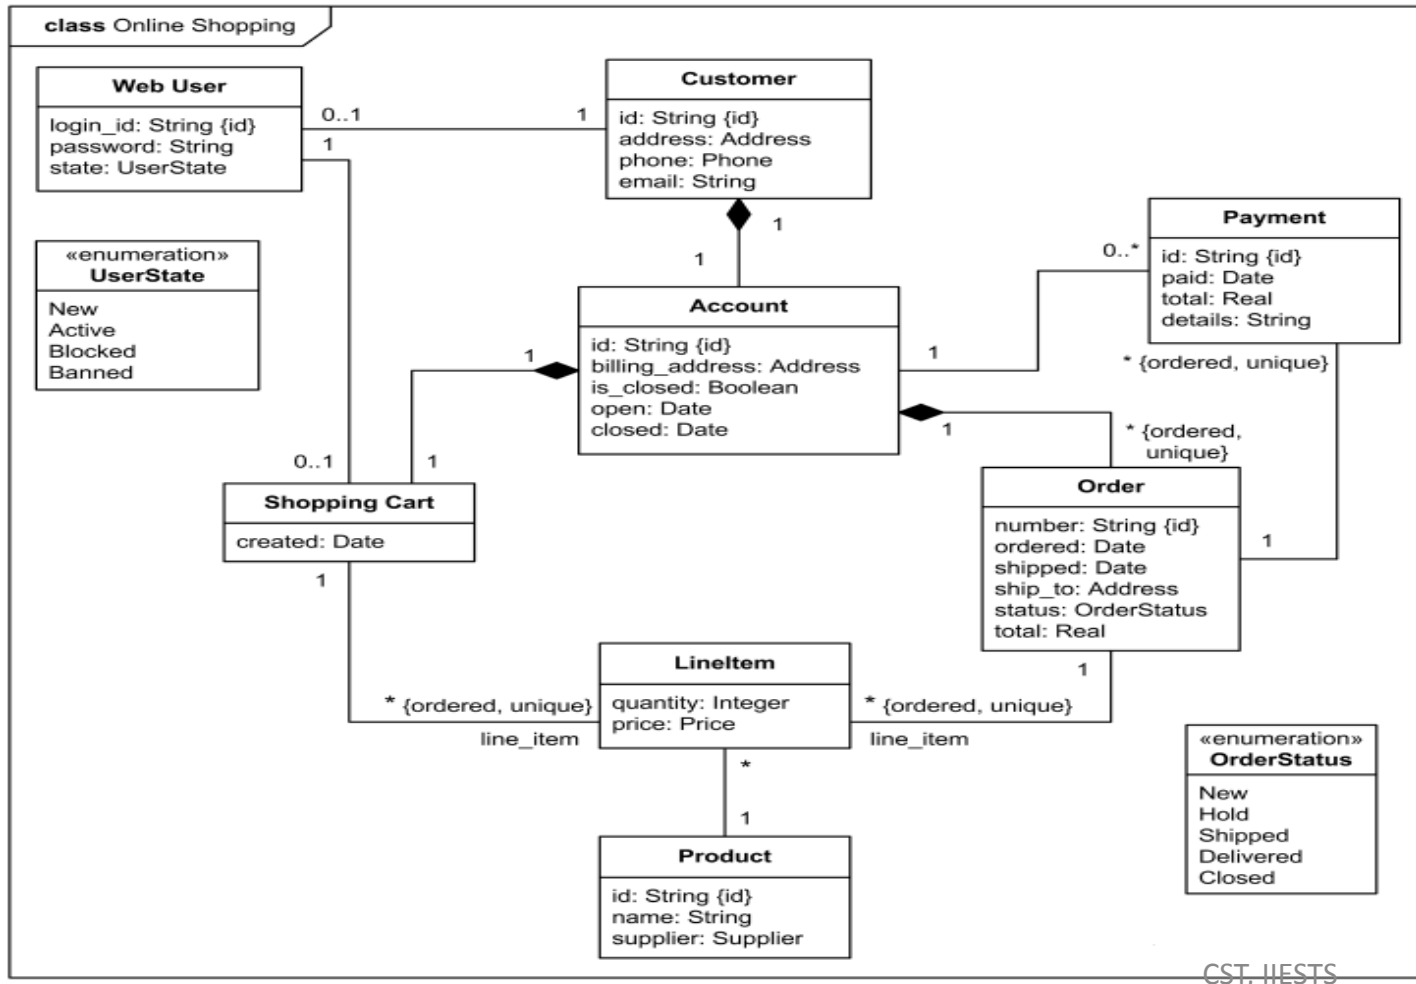 class Online Shopping
Web User
login_id: String {id}
password: String
state: UserState
0..1
1
1
Customer
id: String {id}
address: Address
phone: Phone
email: String
1
1
Payment
id: String {id}
paid: Date
total: Real
details: String
0..*
* {ordered, unique}
«enumeration»
UserState
New
Active
Blocked
Banned
Account
id: String {id}
billing_address: Address
is_closed: Boolean
open: Date
closed: Date
1
1
1
* {ordered,
unique}
0..1
1
Shopping Cart
created: Date
1
Order
number: String {id}
ordered: Date
shipped: Date
ship_to: Address
status: OrderStatus
total: Real
1
1
LineItem
quantity: Integer
price: Price
* {ordered, unique}
line_item
* {ordered, unique}
line_item
*
1
Product
id: String {id}
name: String
supplier: Supplier
«enumeration»
OrderStatus
New
Hold
Shipped
Delivered
Closed
CST, IIESTS